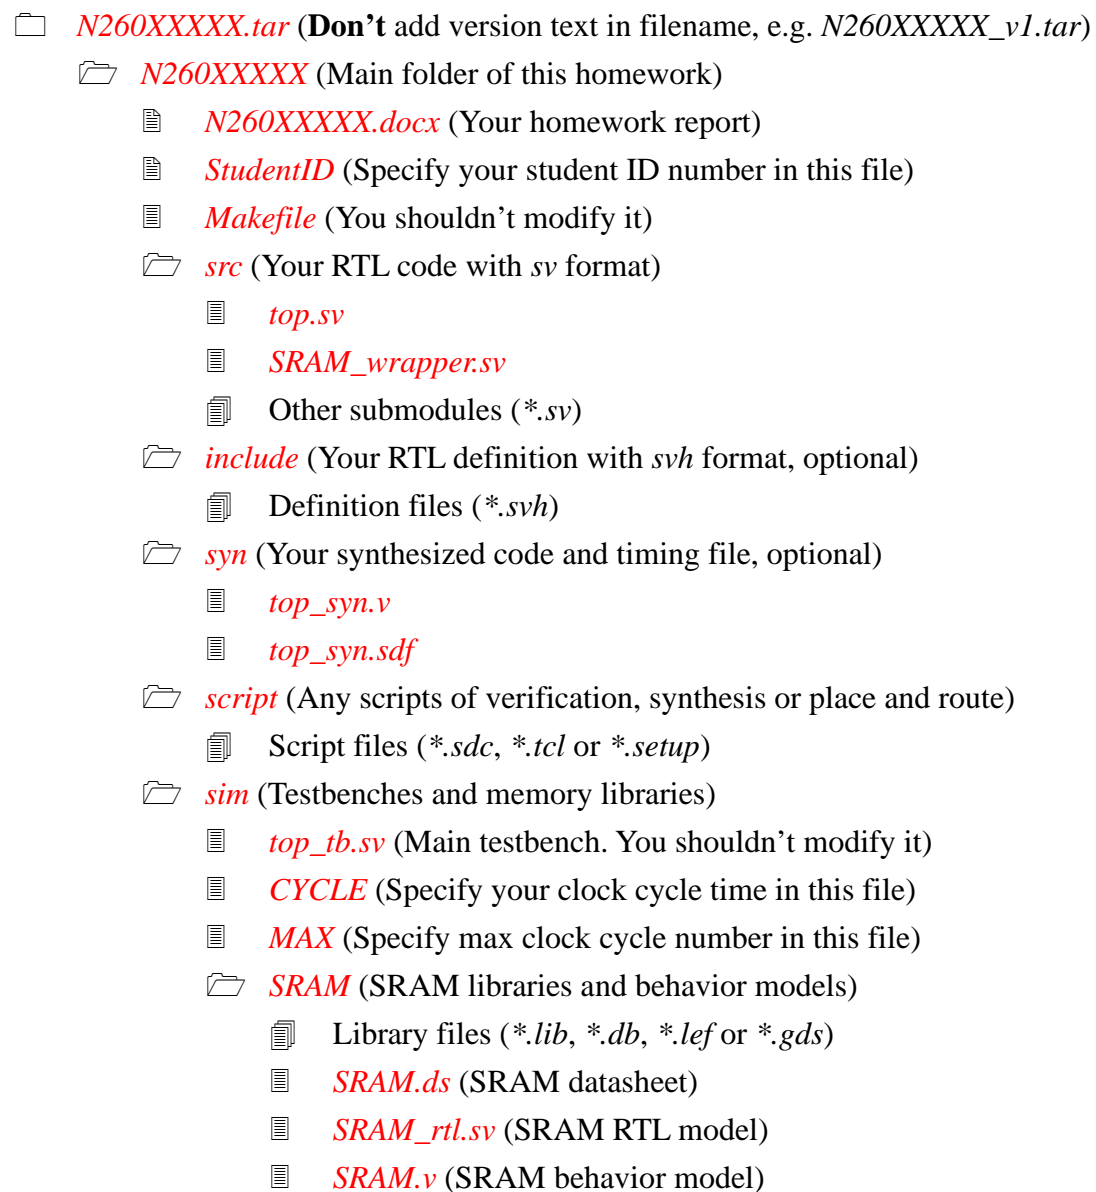 N260XXXXX.tar (Don't add version text in filename, e.g. N260XXXXX_v1.tar)
N260XXXXX (Main folder of this homework)
N260XXXXX.docx (Your homework report)
StudentID (Specify your student ID number in this file)
Makefile (You shouldn't modify it)
src (Your RTL code with sv format)
top.sv
SRAM_wrapper.sv
Other submodules (*.sv)
include (Your RTL definition with svh format, optional)
Definition files (*.svh)
syn (Your synthesized code and timing file, optional)
top_syn.v
top_syn.sdf
script (Any scripts of verification, synthesis or place and route)
Script files (*.sdc, *.tcl or *.setup)
sim (Testbenches and memory libraries)
top_tb.sv (Main testbench. You shouldn't modify it)
CYCLE (Specify your clock cycle time in this file)
MAX (Specify max clock cycle number in this file)
SRAM (SRAM libraries and behavior models)
Library files (*.lib, *.db, *.lef or *.gds)
SRAM.ds (SRAM datasheet)
SRAM_rtl.sv (SRAM RTL model)
SRAM.v (SRAM behavior model)